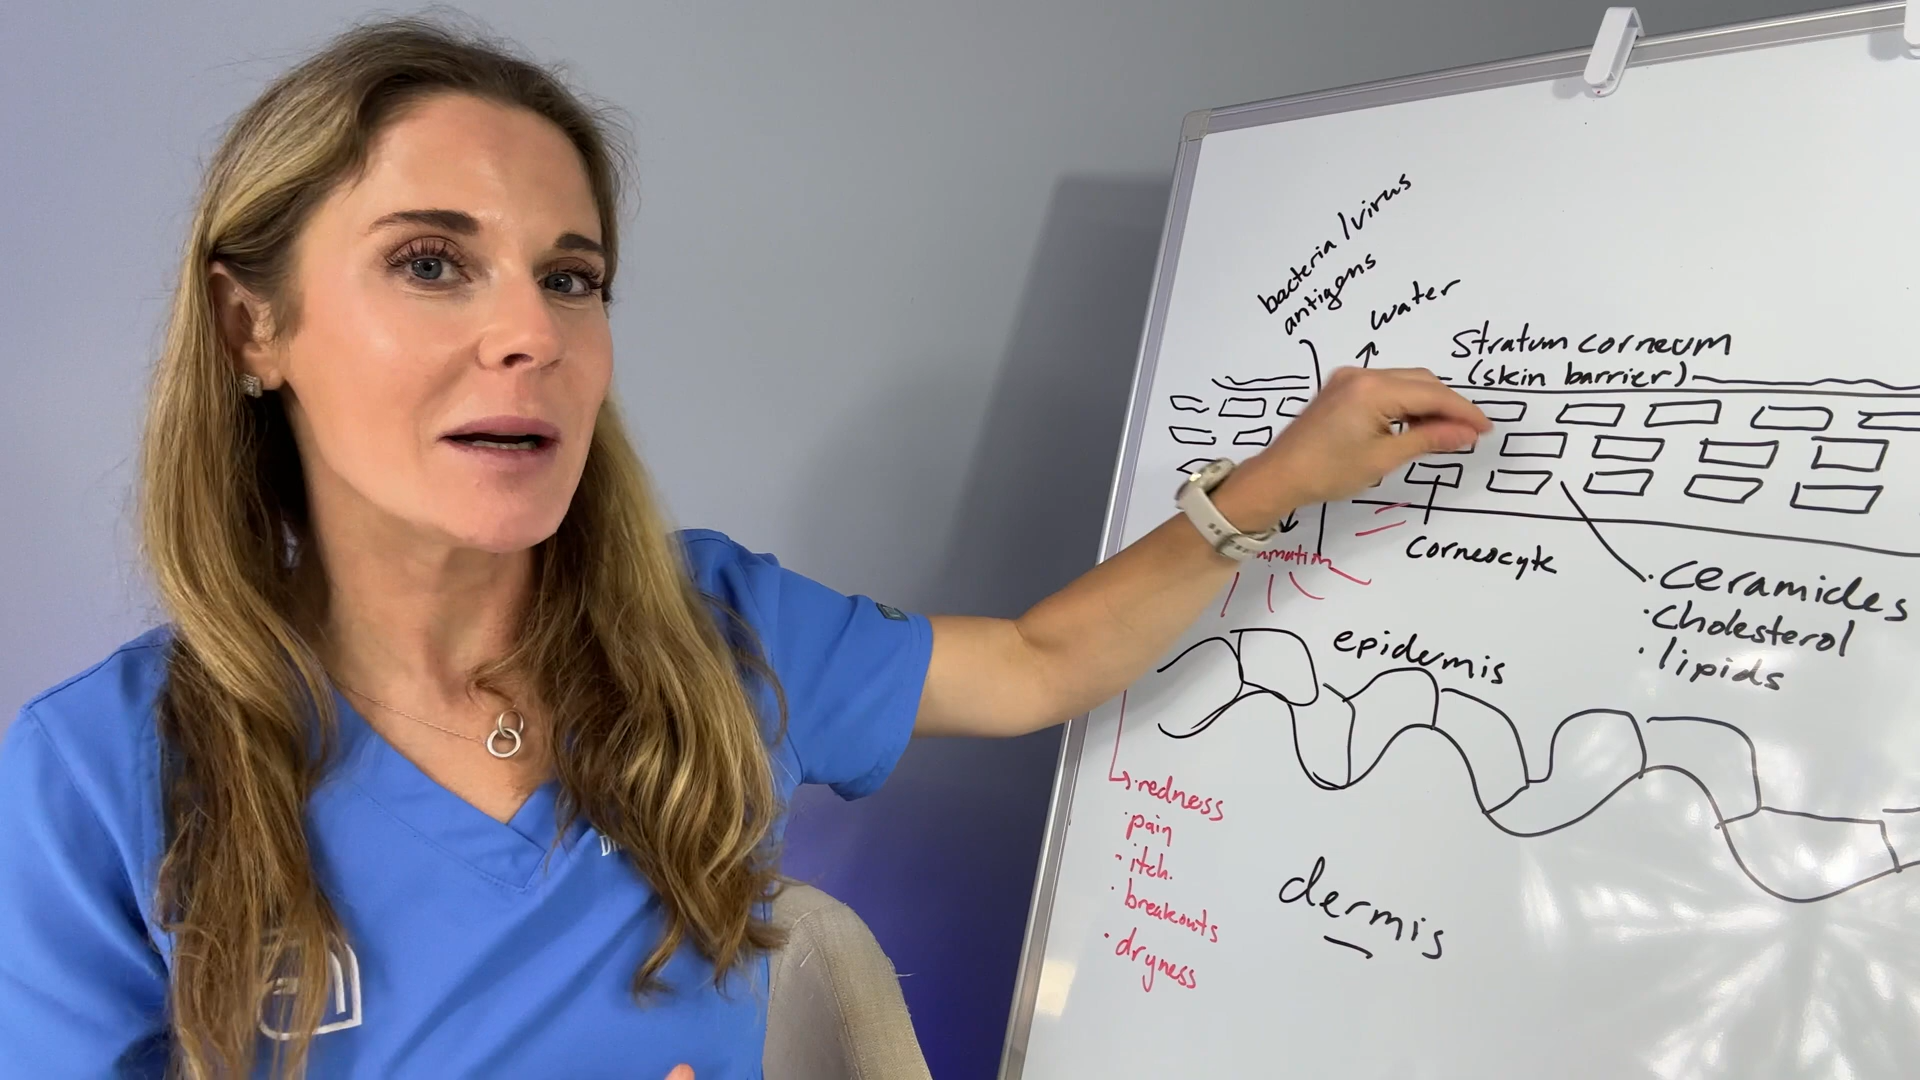 bacteria/virus
antigens
water
Stratum corneum
(skin barrier)
Corneocyte
• Ceramides
• Cholesterol
• lipids
epidermis
• redness
• pain
• itch.
• breakouts
• dryness
dermis